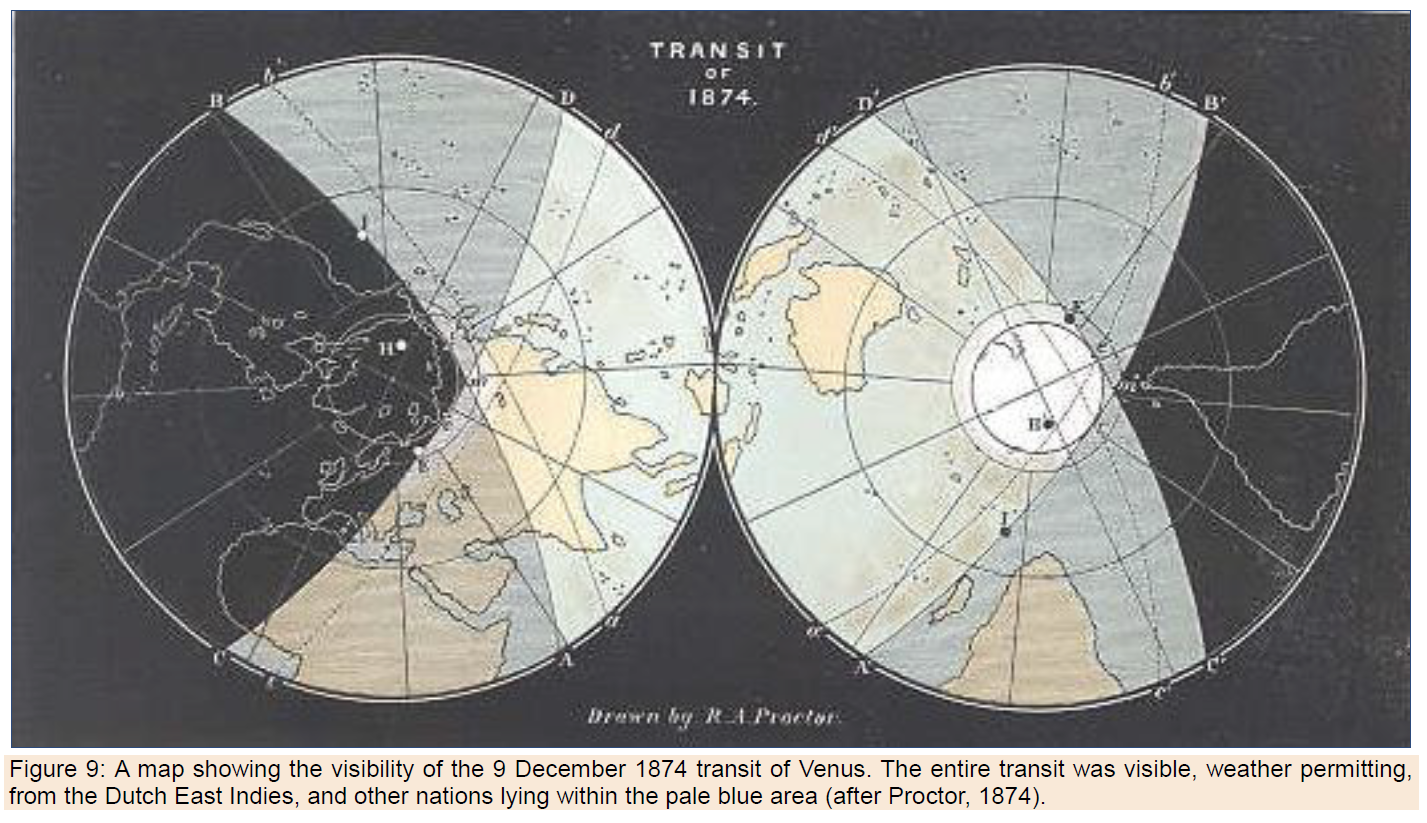 TRANSIT
OF
1874.
B
b'
D
d
D'
b'
B'
H
A
a
C
A'
Drawn by R. A. Proctor.
Figure 9: A map showing the visibility of the 9 December 1874 transit of Venus. The entire transit was visible, weather permitting,
from the Dutch East Indies, and other nations lying within the pale blue area (after Proctor, 1874).